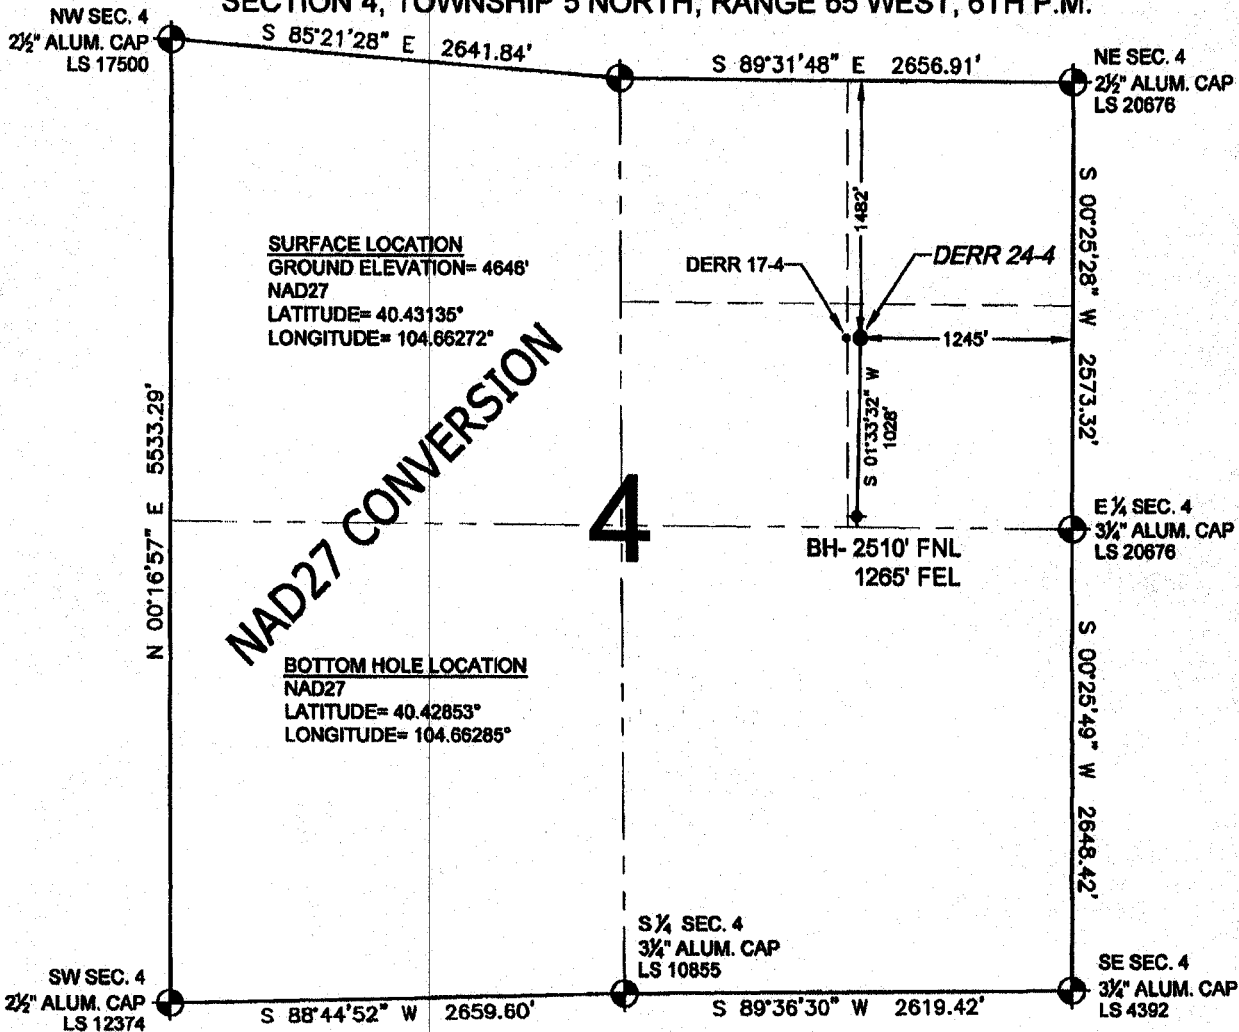 SECTION 4, TOWNSHIP 5 NORTH, RANGE 65 WEST, 6TH P.M.
NW SEC. 4
2½" ALUM. CAP
LS 17500
S 85°21'28" E 2641.84'
S 89°31'48" E 2656.91'
NE SEC. 4
2½" ALUM. CAP
LS 20676
SURFACE LOCATION
GROUND ELEVATION= 4646'
NAD27
LATITUDE= 40.43135°
LONGITUDE= 104.66272°
1482'
DERR 17-4
DERR 24-4
1245'
S 00°25'28" W 2573.32'
S 01°33'32" W
1028'
N 00°16'57" E 5533.29'
NAD27 CONVERSION
4
BH- 2510' FNL
1265' FEL
E ¼ SEC. 4
3¼" ALUM. CAP
LS 20676
BOTTOM HOLE LOCATION
NAD27
LATITUDE= 40.42853°
LONGITUDE= 104.66285°
S 00°25'49" W 2648.42'
S ¼ SEC. 4
3¼" ALUM. CAP
LS 10855
SW SEC. 4
2½" ALUM. CAP
LS 12374
S 88°44'52" W 2659.60'
S 89°36'30" W 2619.42'
SE SEC. 4
3¼" ALUM. CAP
LS 4392